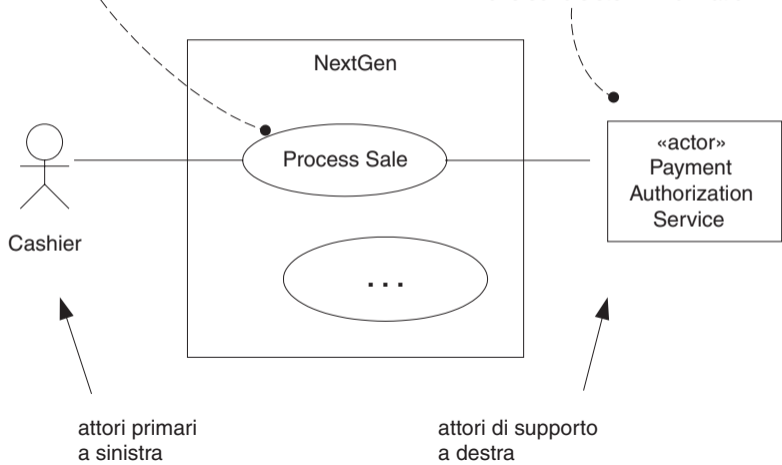 NextGen
Process Sale
«actor»
Payment
Authorization
Service
Cashier
...
attori primari
a sinistra
attori di supporto
a destra